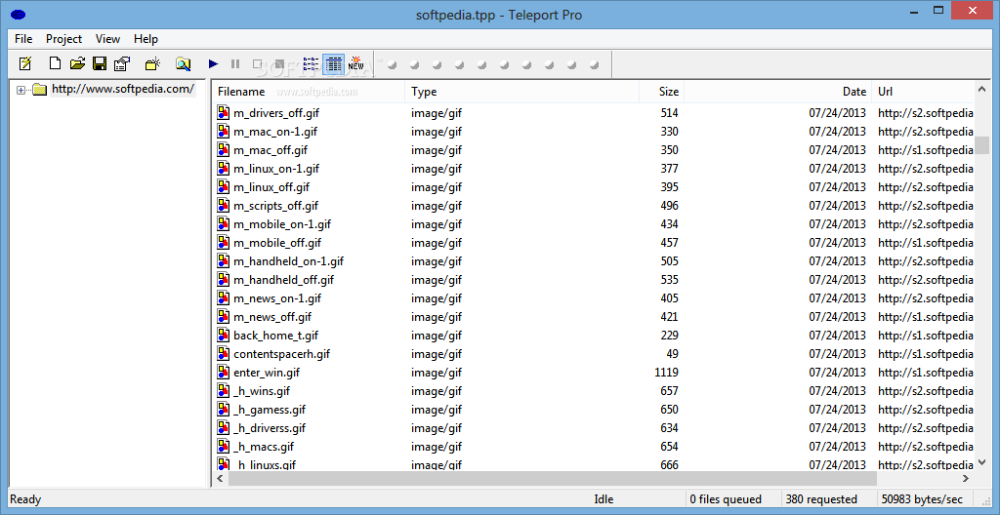 softpedia.tpp - Teleport Pro
File Project View Help
NEW
SOFTPEDIA
www.softpedia.com
http://www.softpedia.com/
Filename Type Size Date Url
m_drivers_off.gif image/gif 514 07/24/2013 http://s2.softpedia
m_mac_on-1.gif image/gif 330 07/24/2013 http://s2.softpedia
m_mac_off.gif image/gif 350 07/24/2013 http://s1.softpedia
m_linux_on-1.gif image/gif 377 07/24/2013 http://s2.softpedia
m_linux_off.gif image/gif 395 07/24/2013 http://s2.softpedia
m_scripts_off.gif image/gif 496 07/24/2013 http://s2.softpedia
m_mobile_on-1.gif image/gif 434 07/24/2013 http://s2.softpedia
m_mobile_off.gif image/gif 457 07/24/2013 http://s1.softpedia
m_handheld_on-1.gif image/gif 505 07/24/2013 http://s2.softpedia
m_handheld_off.gif image/gif 535 07/24/2013 http://s2.softpedia
m_news_on-1.gif image/gif 405 07/24/2013 http://s2.softpedia
m_news_off.gif image/gif 421 07/24/2013 http://s1.softpedia
back_home_t.gif image/gif 229 07/24/2013 http://s1.softpedia
contentspacerh.gif image/gif 49 07/24/2013 http://s1.softpedia
enter_win.gif image/gif 1119 07/24/2013 http://s1.softpedia
_h_wins.gif image/gif 657 07/24/2013 http://s2.softpedia
_h_gamess.gif image/gif 650 07/24/2013 http://s2.softpedia
_h_driverss.gif image/gif 634 07/24/2013 http://s2.softpedia
_h_macs.gif image/gif 654 07/24/2013 http://s2.softpedia
_h_linuxs.gif image/gif 666 07/24/2013 http://s2.softpedia
Ready Idle 0 files queued 380 requested 50983 bytes/sec